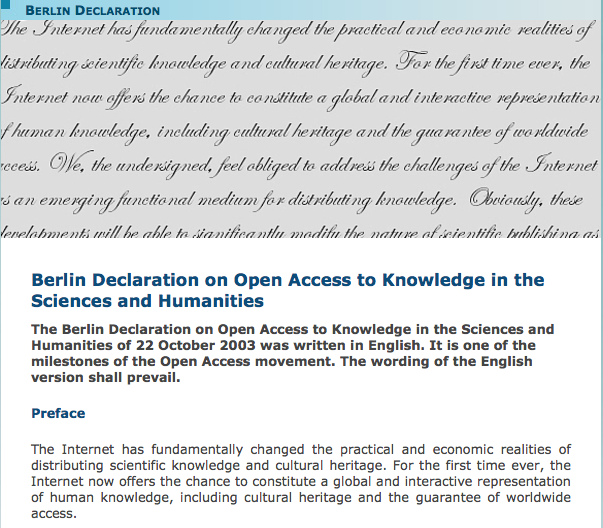 BERLIN DECLARATION
The Internet has fundamentally changed the practical and economic realities of
distributing scientific knowledge and cultural heritage. For the first time ever, the
Internet now offers the chance to constitute a global and interactive representation
of human knowledge, including cultural heritage and the guarantee of worldwide
access. We, the undersigned, feel obliged to address the challenges of the Internet
as an emerging functional medium for distributing knowledge. Obviously, these
developments will be able to significantly modify the nature of scientific publishing as
Berlin Declaration on Open Access to Knowledge in the
Sciences and Humanities
The Berlin Declaration on Open Access to Knowledge in the Sciences and
Humanities of 22 October 2003 was written in English. It is one of the
milestones of the Open Access movement. The wording of the English
version shall prevail.
Preface
The Internet has fundamentally changed the practical and economic realities of
distributing scientific knowledge and cultural heritage. For the first time ever, the
Internet now offers the chance to constitute a global and interactive representation
of human knowledge, including cultural heritage and the guarantee of worldwide
access.